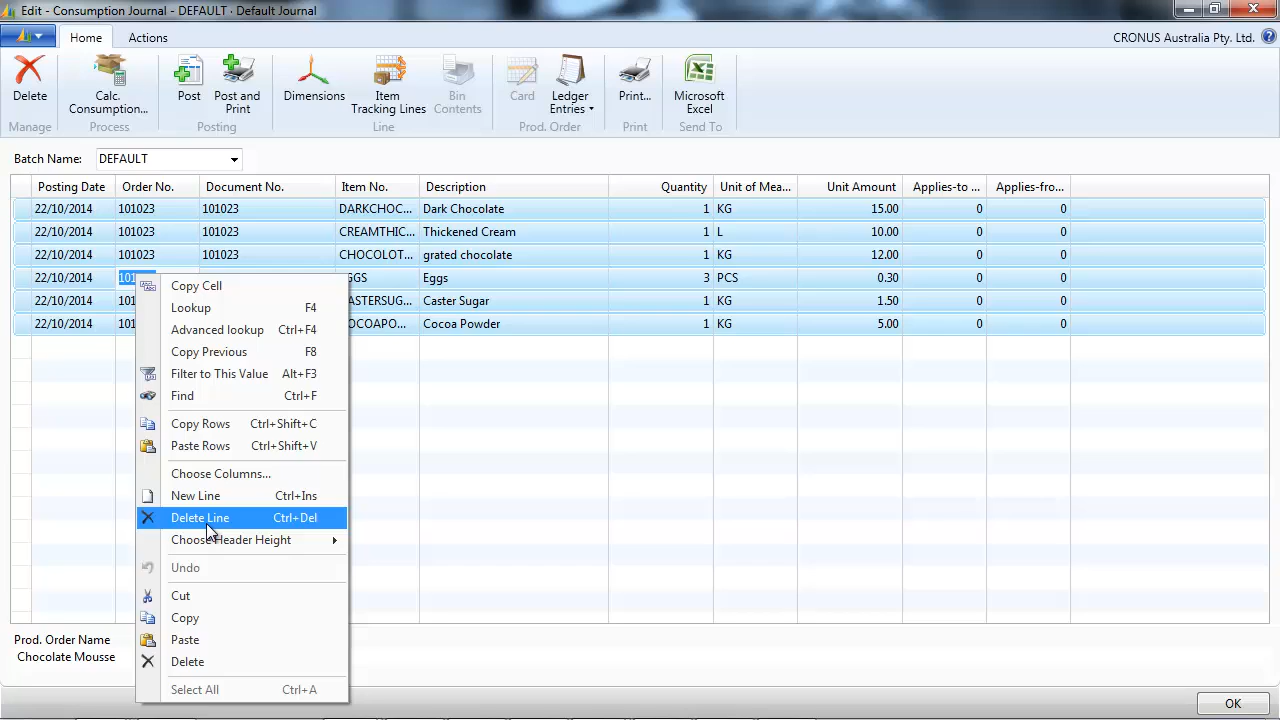 Edit - Consumption Journal - DEFAULT · Default Journal
Home Actions CRONUS Australia Pty. Ltd.
Delete Calc. Consumption... Post Post and Print Dimensions Item Tracking Lines Bin Contents Card Ledger Entries Print... Microsoft Excel
Manage Process Posting Line Prod. Order Print Send To
Batch Name: DEFAULT
Posting Date Order No. Document No. Item No. Description Quantity Unit of Mea... Unit Amount Applies-to ... Applies-fro...
22/10/2014 101023 101023 DARKCHOC... Dark Chocolate 1 KG 15.00 0 0
22/10/2014 101023 101023 CREAMTHIC... Thickened Cream 1 L 10.00 0 0
22/10/2014 101023 101023 CHOCOLOT... grated chocolate 1 KG 12.00 0 0
22/10/2014 101 GGS Eggs 3 PCS 0.30 0 0
22/10/2014 10 ASTERSUG... Caster Sugar 1 KG 1.50 0 0
22/10/2014 10 OCOAPO... Cocoa Powder 1 KG 5.00 0 0
Copy Cell
Lookup F4
Advanced lookup Ctrl+F4
Copy Previous F8
Filter to This Value Alt+F3
Find Ctrl+F
Copy Rows Ctrl+Shift+C
Paste Rows Ctrl+Shift+V
Choose Columns...
New Line Ctrl+Ins
Delete Line Ctrl+Del
Choose Header Height
Undo
Cut
Copy
Paste
Delete
Select All Ctrl+A
Prod. Order Name
Chocolate Mousse
OK